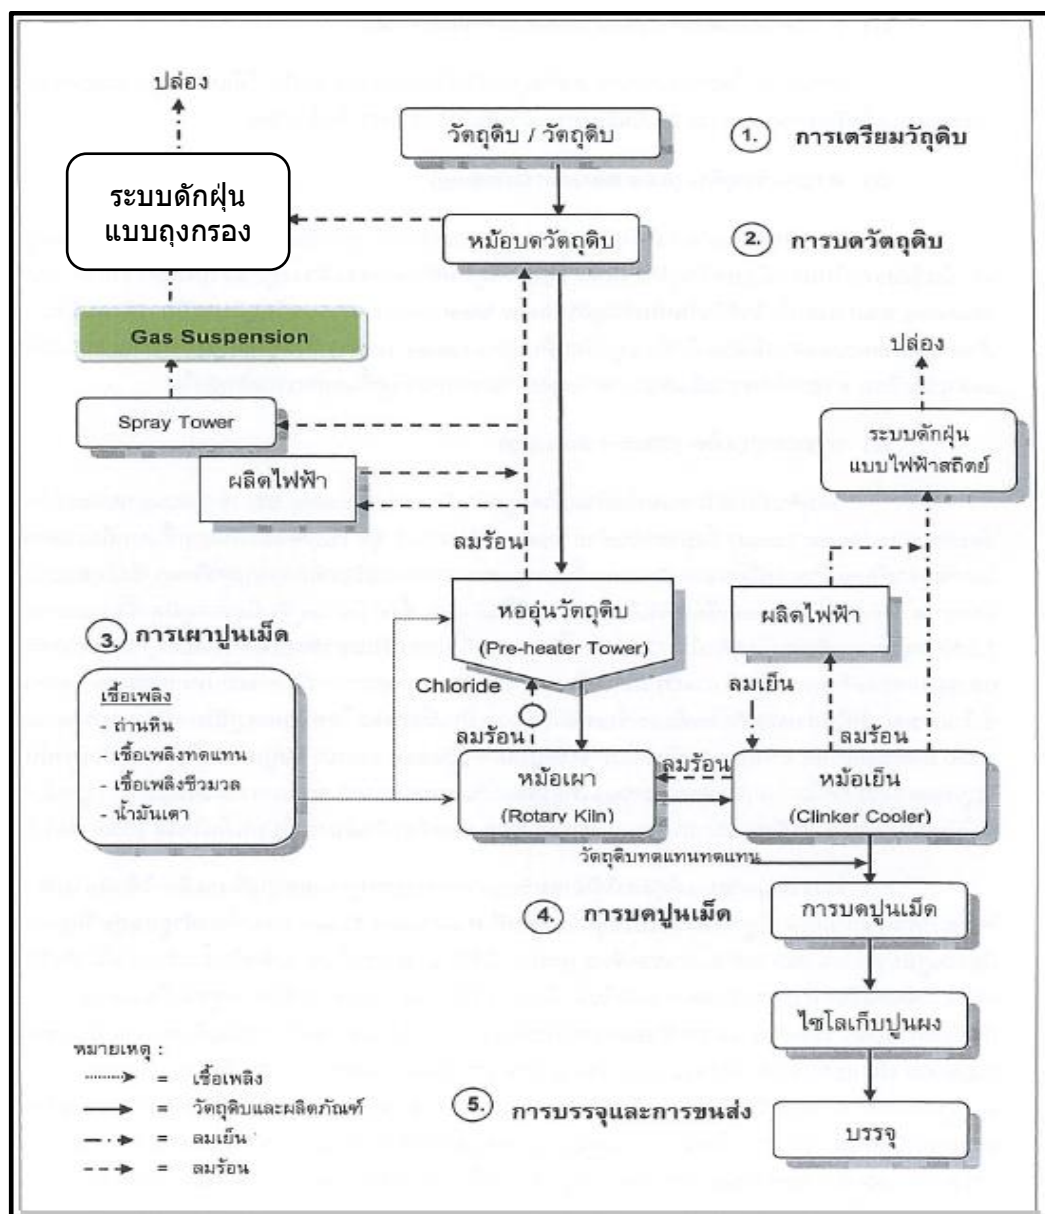 ปล่อง
วัตถุดิบ / วัตถุดิบ
1. การเตรียมวัถุดิบ
ระบบดักฝุ่น
แบบถุงกรอง
หม้อบดวัตถุดิบ
2. การบดวัตถุดิบ
Gas Suspension
ปล่อง
Spray Tower
ระบบดักฝุ่น
แบบไฟฟ้าสถิตย์
ผลิตไฟฟ้า
ลมร้อน
หออุ่นวัตถุดิบ
(Pre-heater Tower)
ผลิตไฟฟ้า
3. การเผาปูนเม็ด
Chloride
ลมเย็น
เชื้อเพลิง
- ถ่านหิน
- เชื้อเพลิงทดแทน
- เชื้อเพลิงชีวมวล
- น้ำมันเตา
ลมร้อน
ลมร้อน
หม้อเผา
(Rotary Kiln)
ลมร้อน
หม้อเย็น
(Clinker Cooler)
วัตถุดิบทดแทนทดแทน
4. การบดปูนเม็ด
การบดปูนเม็ด
ไซโลเก็บปูนผง
หมายเหตุ :
= เชื้อเพลิง
= วัตถุดิบและผลิตภัณฑ์
= ลมเย็น
= ลมร้อน
5. การบรรจุและการขนส่ง
บรรจุ